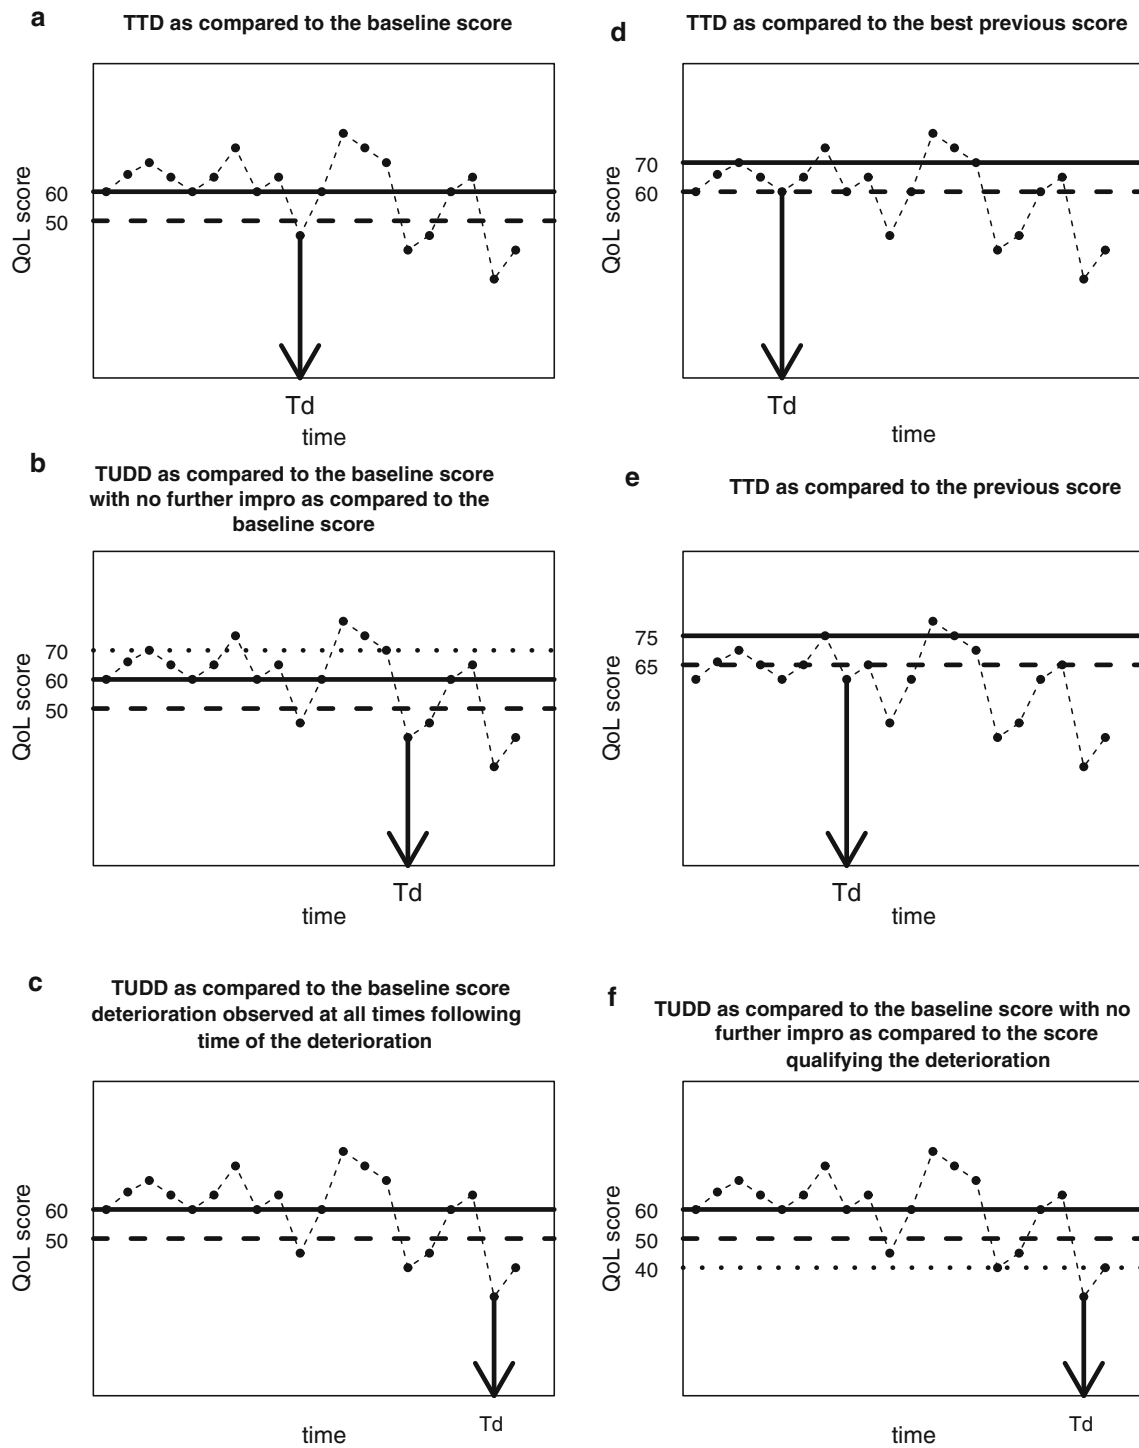 a
TTD as compared to the baseline score
QoL score
60
50
Td
time
b
TUDD as compared to the baseline score
with no further impro as compared to the
baseline score
QoL score
70
60
50
Td
time
c
TUDD as compared to the baseline score
deterioration observed at all times following
time of the deterioration
QoL score
60
50
Td
time
d
TTD as compared to the best previous score
QoL score
70
60
Td
time
e
TTD as compared to the previous score
QoL score
75
65
Td
time
f
TUDD as compared to the baseline score with no
further impro as compared to the score
qualifying the deterioration
QoL score
60
50
40
Td
time